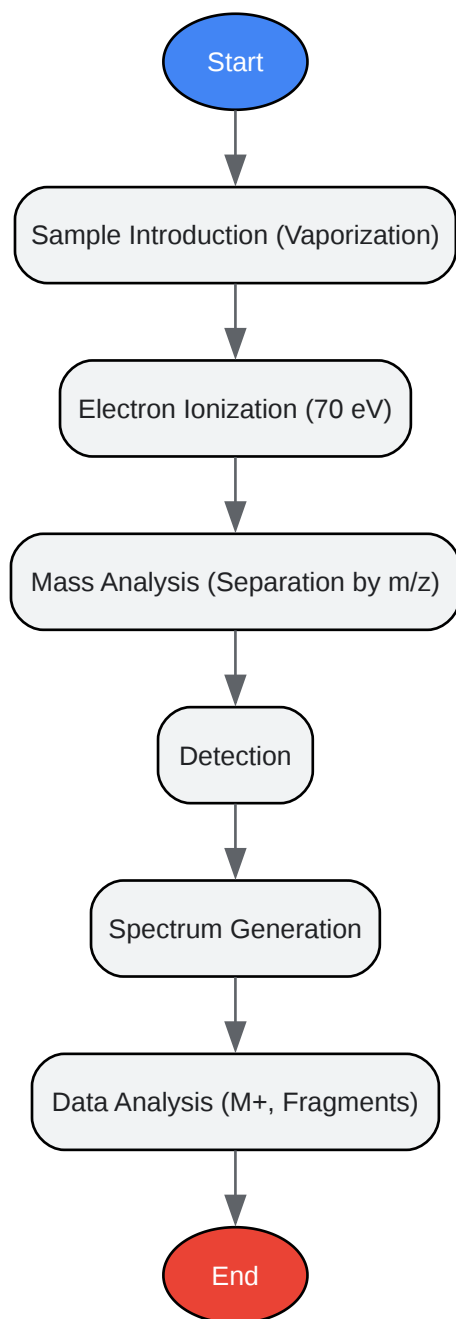 Start
Sample Introduction (Vaporization)
Electron Ionization (70 eV)
Mass Analysis (Separation by m/z)
Detection
Spectrum Generation
Data Analysis (M+, Fragments)
End